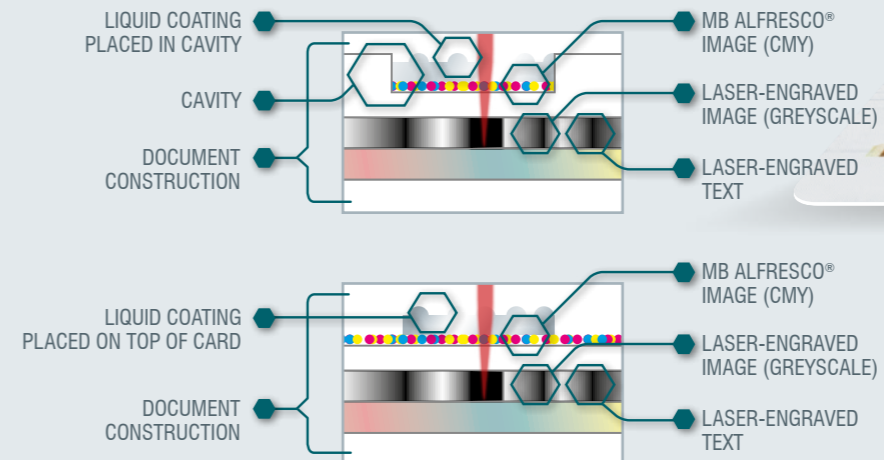 LIQUID COATING
PLACED IN CAVITY
CAVITY
DOCUMENT
CONSTRUCTION
MB ALFRESCO®
IMAGE (CMY)
LASER-ENGRAVED
IMAGE (GREYSCALE)
LASER-ENGRAVED
TEXT
LIQUID COATING
PLACED ON TOP OF CARD
DOCUMENT
CONSTRUCTION
MB ALFRESCO®
IMAGE (CMY)
LASER-ENGRAVED
IMAGE (GREYSCALE)
LASER-ENGRAVED
TEXT